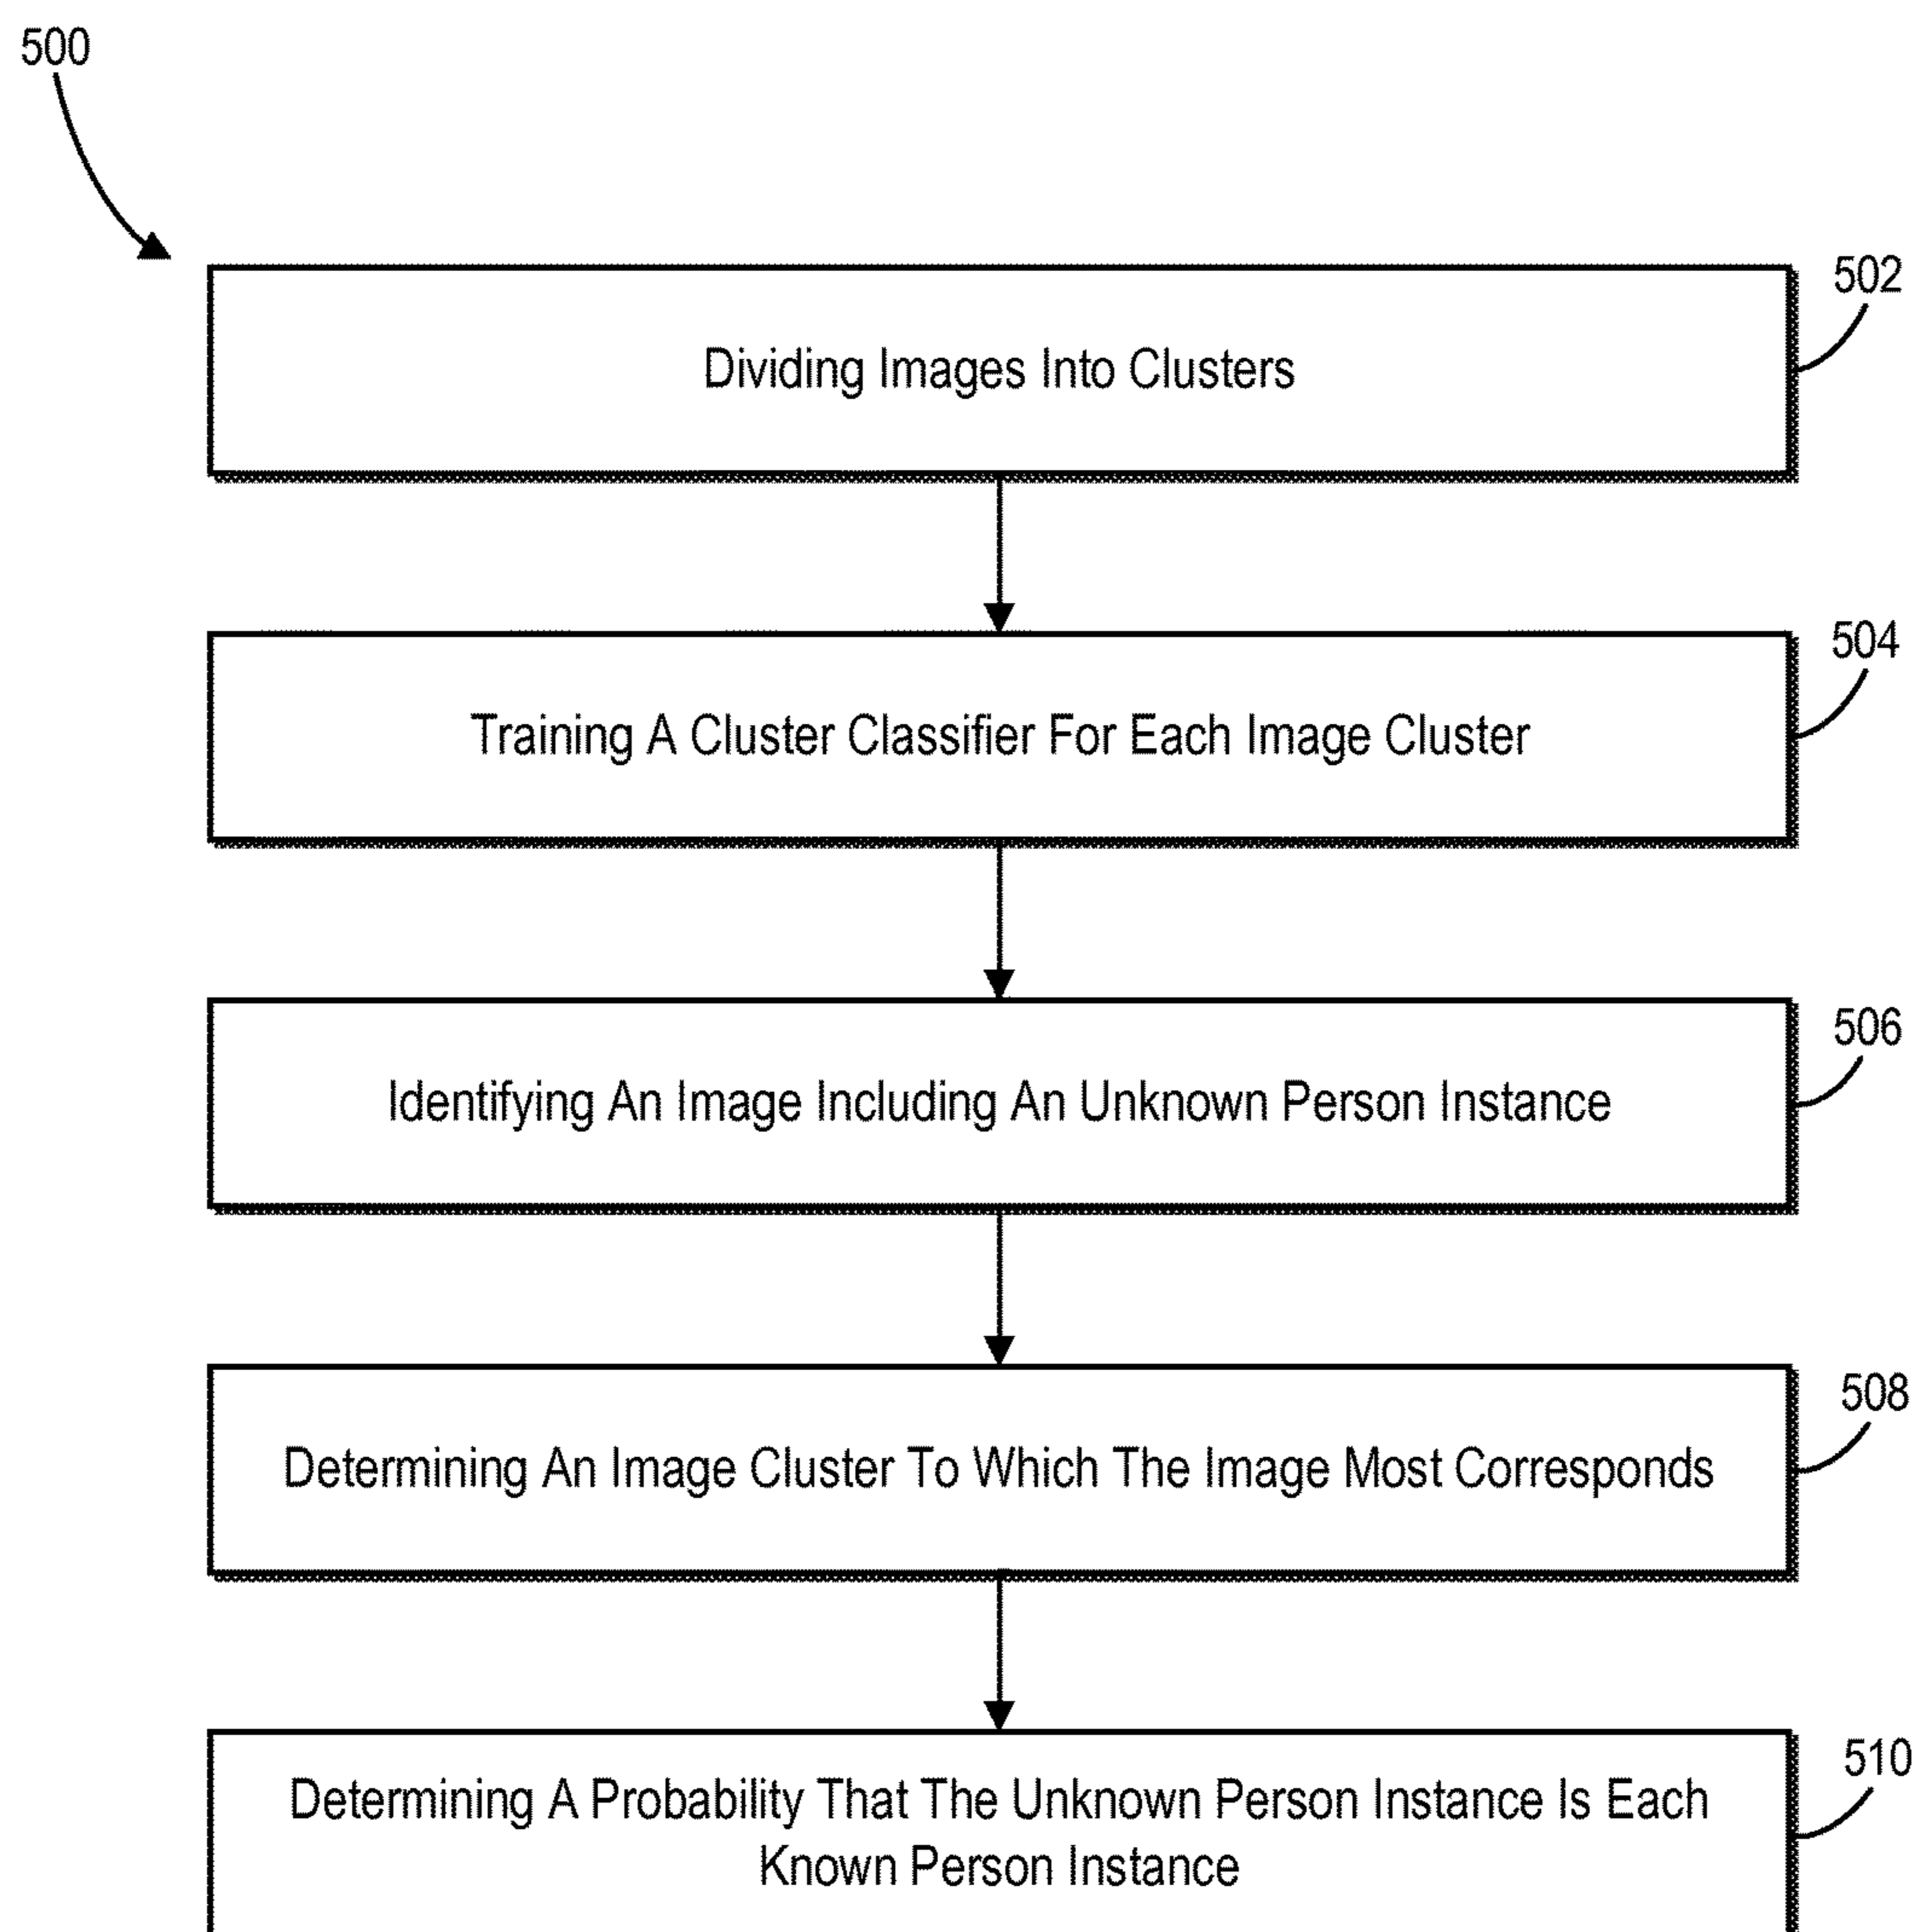 500
502
Dividing Images Into Clusters
504
Training A Cluster Classifier For Each Image Cluster
506
Identifying An Image Including An Unknown Person Instance
508
Determining An Image Cluster To Which The Image Most Corresponds
510
Determining A Probability That The Unknown Person Instance Is Each
Known Person Instance